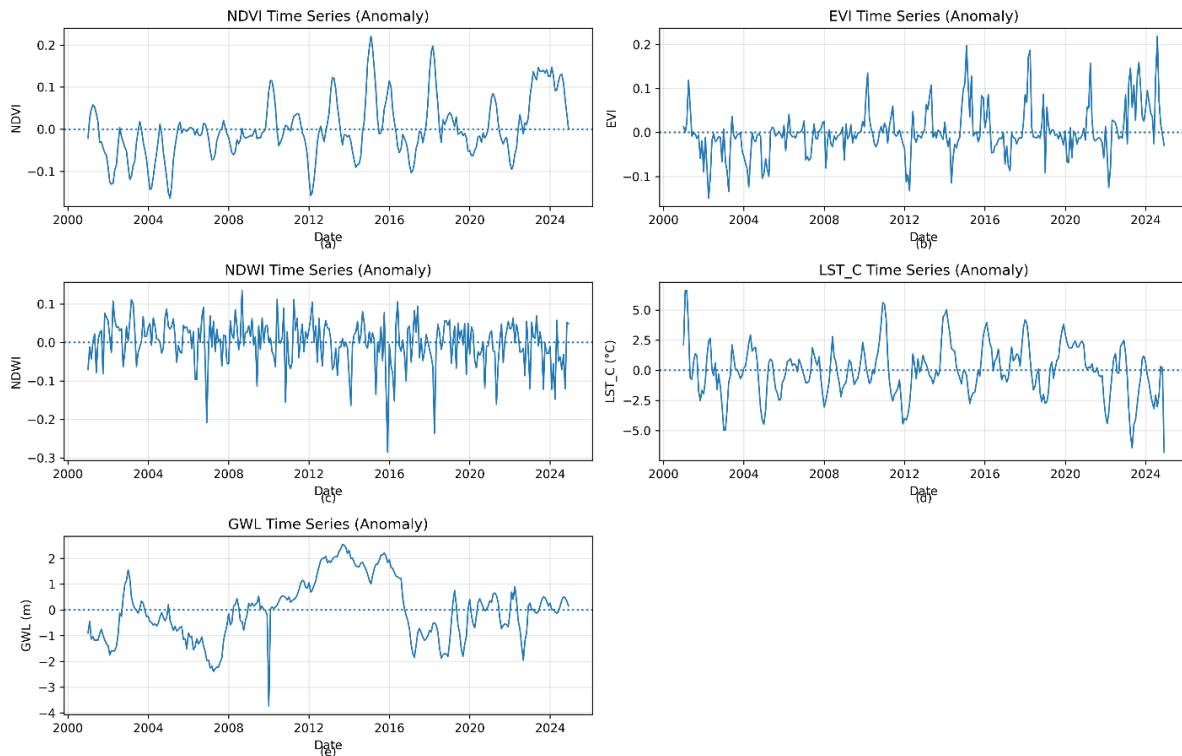 NDVI Time Series (Anomaly)
0.2
0.1
0.0
−0.1
NDVI
2000 2004 2008 2012 2016 2020 2024
Date
(a)
EVI Time Series (Anomaly)
0.2
0.1
0.0
−0.1
EVI
2000 2004 2008 2012 2016 2020 2024
Date
(b)
NDWI Time Series (Anomaly)
0.1
0.0
−0.1
−0.2
−0.3
NDWI
2000 2004 2008 2012 2016 2020 2024
Date
(c)
LST_C Time Series (Anomaly)
5.0
2.5
0.0
−2.5
−5.0
LST_C (°C)
2000 2004 2008 2012 2016 2020 2024
Date
(d)
GWL Time Series (Anomaly)
2
1
0
−1
−2
−3
−4
GWL (m)
2000 2004 2008 2012 2016 2020 2024
Date
(e)